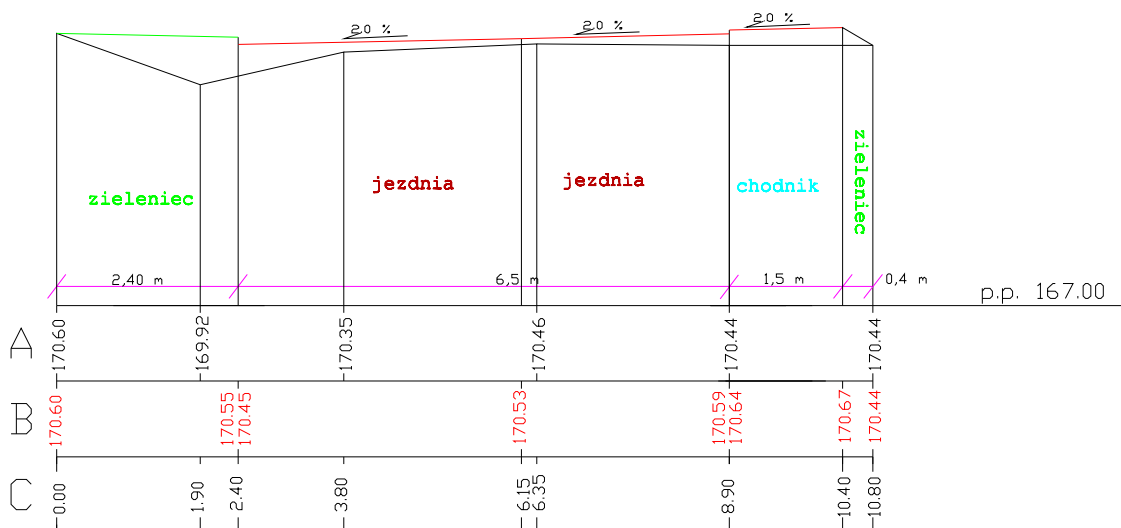 20 %
20 %
20 %
zieleniec
jezdnia
jezdnia
chodnik
zieleniec
2,40 m
6,5 m
1,5 m
0,4 m
p.p. 167.00
A
170.60
169.92
170.35
170.46
170.44
170.44
B
170.60
170.55
170.45
170.53
170.59
170.64
170.67
170.44
C
0.00
1.90
2.40
3.80
6.15
6.35
8.90
10.40
10.80